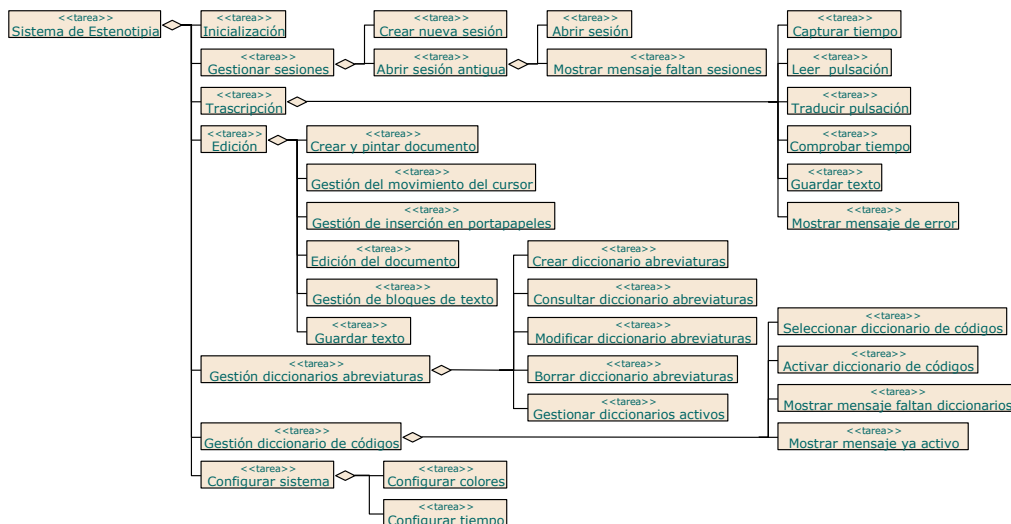 <<tarea>>
Sistema de Estenotipia
<<tarea>>
Inicialización
<<tarea>>
Crear nueva sesión
<<tarea>>
Abrir sesión
<<tarea>>
Capturar tiempo
<<tarea>>
Gestionar sesiones
<<tarea>>
Abrir sesión antigua
<<tarea>>
Mostrar mensaje faltan sesiones
<<tarea>>
Leer pulsación
<<tarea>>
Trascripción
<<tarea>>
Traducir pulsación
<<tarea>>
Edición
<<tarea>>
Crear y pintar documento
<<tarea>>
Comprobar tiempo
<<tarea>>
Gestión del movimiento del cursor
<<tarea>>
Guardar texto
<<tarea>>
Gestión de inserción en portapapeles
<<tarea>>
Mostrar mensaje de error
<<tarea>>
Edición del documento
<<tarea>>
Crear diccionario abreviaturas
<<tarea>>
Gestión de bloques de texto
<<tarea>>
Consultar diccionario abreviaturas
<<tarea>>
Seleccionar diccionario de códigos
<<tarea>>
Guardar texto
<<tarea>>
Modificar diccionario abreviaturas
<<tarea>>
Activar diccionario de códigos
<<tarea>>
Gestión diccionarios abreviaturas
<<tarea>>
Borrar diccionario abreviaturas
<<tarea>>
Mostrar mensaje faltan diccionarios
<<tarea>>
Gestionar diccionarios activos
<<tarea>>
Gestión diccionario de códigos
<<tarea>>
Mostrar mensaje ya activo
<<tarea>>
Configurar sistema
<<tarea>>
Configurar colores
<<tarea>>
Configurar tiempo